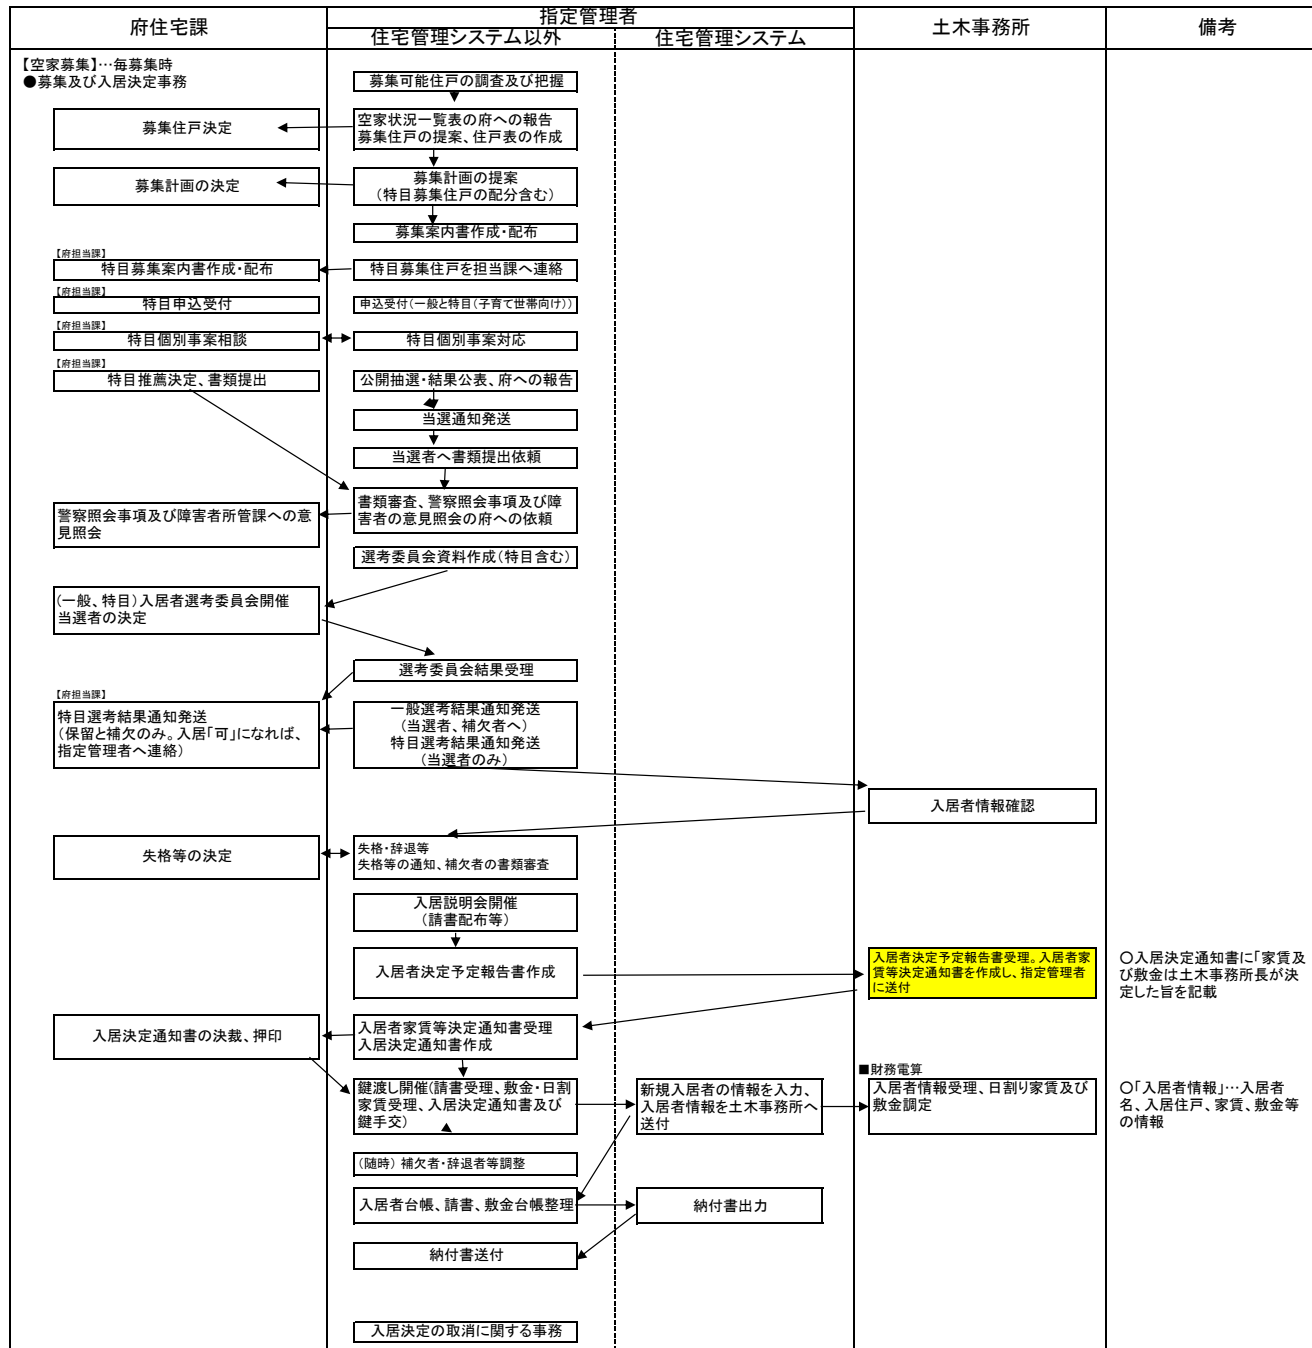 府住宅課
指定管理者
住宅管理システム以外
住宅管理システム
土木事務所
備考
【空家募集】…毎募集時
●募集及び入居決定事務
募集可能住戸の調査及び把握
募集住戸決定
空家状況一覧表の府への報告
募集住戸の提案、住戸表の作成
募集計画の決定
募集計画の提案
（特目募集住戸の配分含む）
募集案内書作成・配布
【府担当課】
特目募集案内書作成・配布
特目募集住戸を担当課へ連絡
【府担当課】
特目申込受付
申込受付（一般と特目（子育て世帯向け））
【府担当課】
特目個別事案相談
特目個別事案対応
【府担当課】
特目推薦決定、書類提出
公開抽選・結果公表、府への報告
当選通知発送
当選者へ書類提出依頼
書類審査、警察照会事項及び障
害者の意見照会の府への依頼
警察照会事項及び障害者所管課への意
見照会
選考委員会資料作成（特目含む）
（一般、特目）入居者選考委員会開催
当選者の決定
選考委員会結果受理
【府担当課】
特目選考結果通知発送
（保留と補欠のみ。入居「可」になれば、
指定管理者へ連絡）
一般選考結果通知発送
（当選者、補欠者へ）
特目選考結果通知発送
（当選者のみ）
入居者情報確認
失格等の決定
失格・辞退等
失格等の通知、補欠者の書類審査
入居説明会開催
（請書配布等）
入居者決定予定報告書作成
入居者決定予定報告書受理。入居者家
賃等決定通知書を作成し、指定管理者
に送付
○入居決定通知書に「家賃及
び敷金は土木事務所長が決
定した旨を記載
入居決定通知書の決裁、押印
入居者家賃等決定通知書受理
入居決定通知書作成
鍵渡し開催（請書受理、敷金・日割
家賃受理、入居決定通知書及び
鍵手交）
新規入居者の情報を入力、
入居者情報を土木事務所へ
送付
■財務電算
入居者情報受理、日割り家賃及び
敷金調定
○「入居者情報」…入居者
名、入居住戸、家賃、敷金等
の情報
（随時）補欠者・辞退者等調整
入居者台帳、請書、敷金台帳整理
納付書出力
納付書送付
入居決定の取消に関する事務